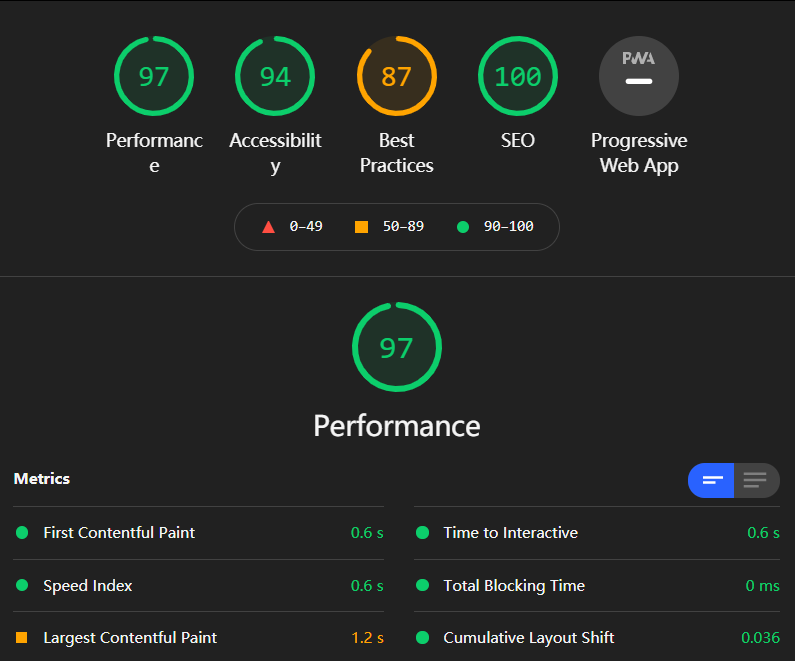 97
94
87
100
PWA
Performanc
e
Accessibilit
y
Best
Practices
SEO
Progressive
Web App
0–49
50–89
90–100
97
Performance
Metrics
First Contentful Paint 0.6 s
Time to Interactive 0.6 s
Speed Index 0.6 s
Total Blocking Time 0 ms
Largest Contentful Paint 1.2 s
Cumulative Layout Shift 0.036